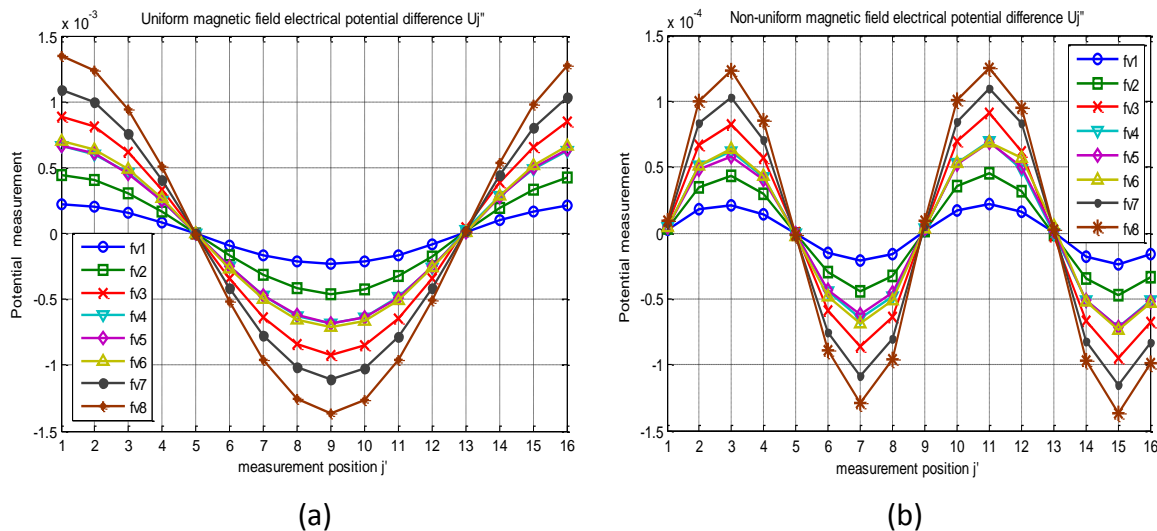 Uniform magnetic field electrical potential difference Uj"
x 10^-3
1.5
1
0.5
0
-0.5
-1
-1.5
Potential measurement
fv1
fv2
fv3
fv4
fv5
fv6
fv7
fv8
1 2 3 4 5 6 7 8 9 10 11 12 13 14 15 16
measurement position j'
(a)
Non-uniform magnetic field electrical potential difference Uj"
x 10^-4
1.5
1
0.5
0
-0.5
-1
-1.5
Potential measurement
fv1
fv2
fv3
fv4
fv5
fv6
fv7
fv8
1 2 3 4 5 6 7 8 9 10 11 12 13 14 15 16
measurement position j'
(b)